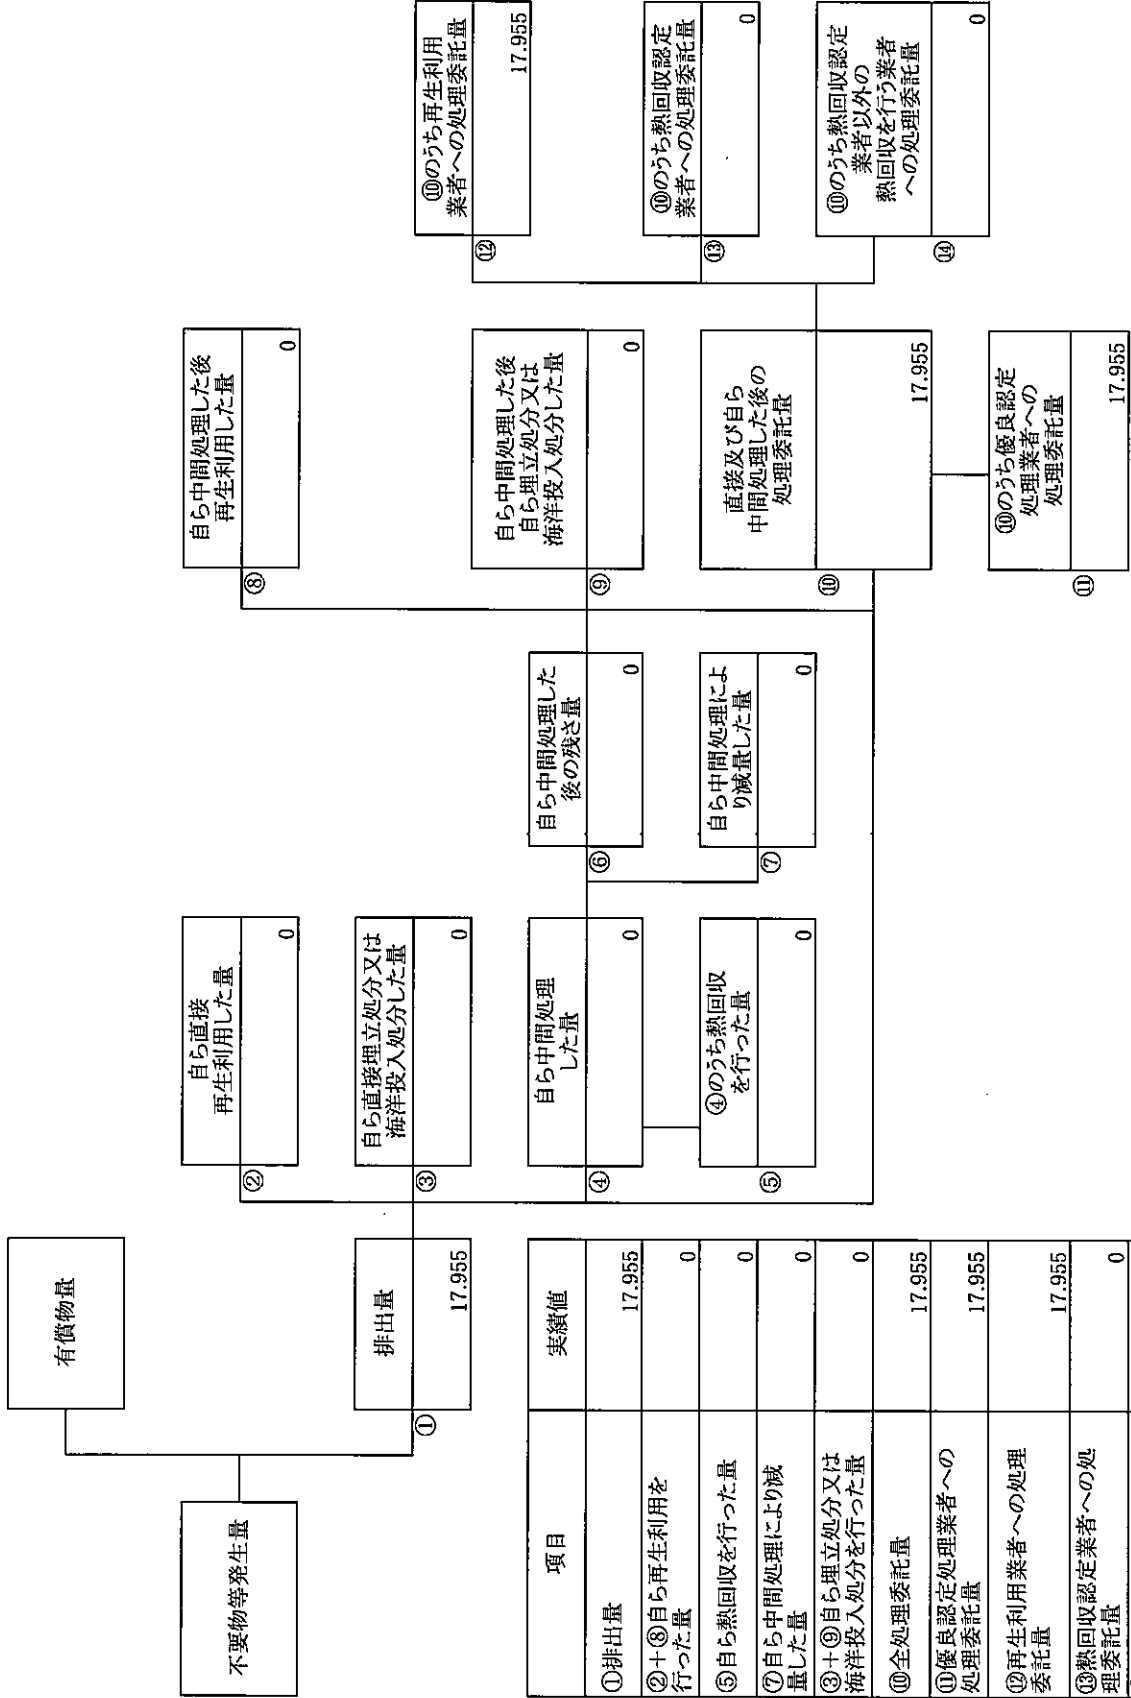 不要物等発生量
有償物量
排出量
① 17.955
自ら直接
再生利用した量
② 0
自ら直接埋立処分又は
海洋投入処分した量
③ 0
自ら中間処理
した量
④ 0
④のうち熱回収
を行った量
⑤ 0
自ら中間処理した
後の残さ量
⑥ 0
自ら中間処理によ
り減量した量
⑦ 0
自ら中間処理した後
再生利用した量
⑧ 0
自ら中間処理した後
自ら埋立処分又は
海洋投入処分した量
⑨ 0
直接及び自ら
中間処理した後の
処理委託量
⑩ 17.955
⑩のうち優良認定
処理業者への
処理委託量
⑪ 17.955
⑩のうち再生利用
業者への処理委託量
⑫ 17.955
⑩のうち熱回収認定
業者への処理委託量
⑬ 0
⑩のうち熱回収認定
業者以外の
熱回収を行う業者
への処理委託量
⑭ 0
項目 実績値
①排出量 17.955
②+⑧自ら再生利用を
行った量 0
⑤自ら熱回収を行った量 0
⑦自ら中間処理により減
量した量 0
③+⑨自ら埋立処分又は
海洋投入処分を行った量 0
⑩全処理委託量 17.955
⑪優良認定処理業者への
処理委託量 17.955
⑫再生利用業者への処理
委託量 17.955
⑬熱回収認定業者への処
理委託量 0